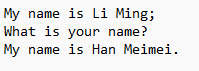 My name is Li Ming;
What is your name?
My name is Han Meimei.